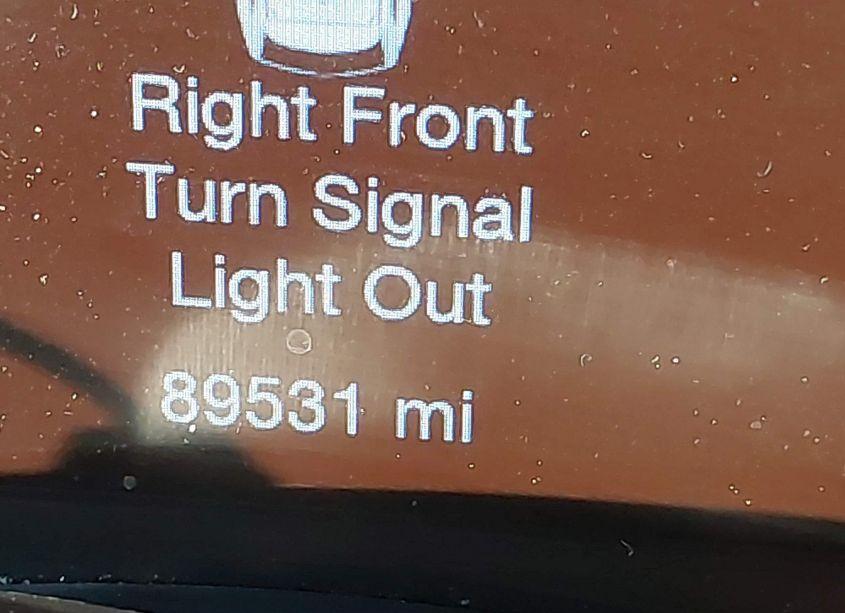 Right Front
Turn Signal
Light Out
89531 mi